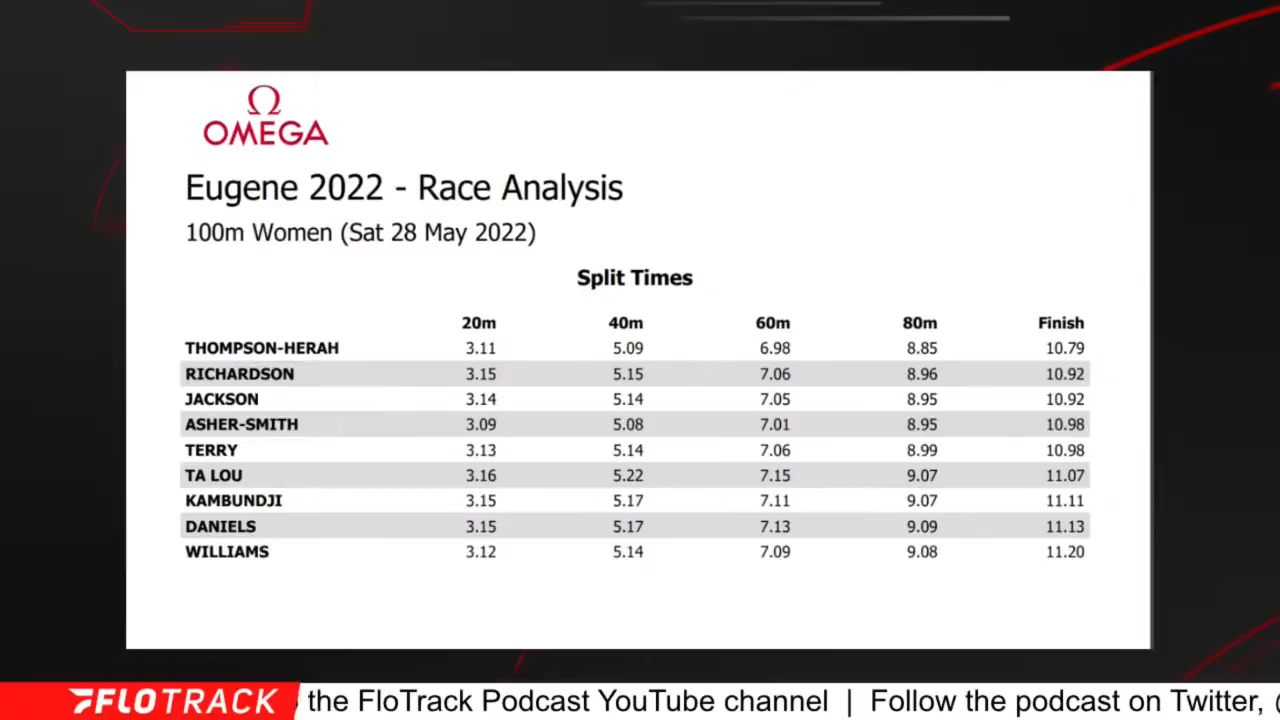 Ω
OMEGA
Eugene 2022 - Race Analysis
100m Women (Sat 28 May 2022)
Split Times
20m 40m 60m 80m Finish
THOMPSON-HERAH 3.11 5.09 6.98 8.85 10.79
RICHARDSON 3.15 5.15 7.06 8.96 10.92
JACKSON 3.14 5.14 7.05 8.95 10.92
ASHER-SMITH 3.09 5.08 7.01 8.95 10.98
TERRY 3.13 5.14 7.06 8.99 10.98
TA LOU 3.16 5.22 7.15 9.07 11.07
KAMBUNDJI 3.15 5.17 7.11 9.07 11.11
DANIELS 3.15 5.17 7.13 9.09 11.13
WILLIAMS 3.12 5.14 7.09 9.08 11.20
FLOTRACK the FloTrack Podcast YouTube channel | Follow the podcast on Twitter,